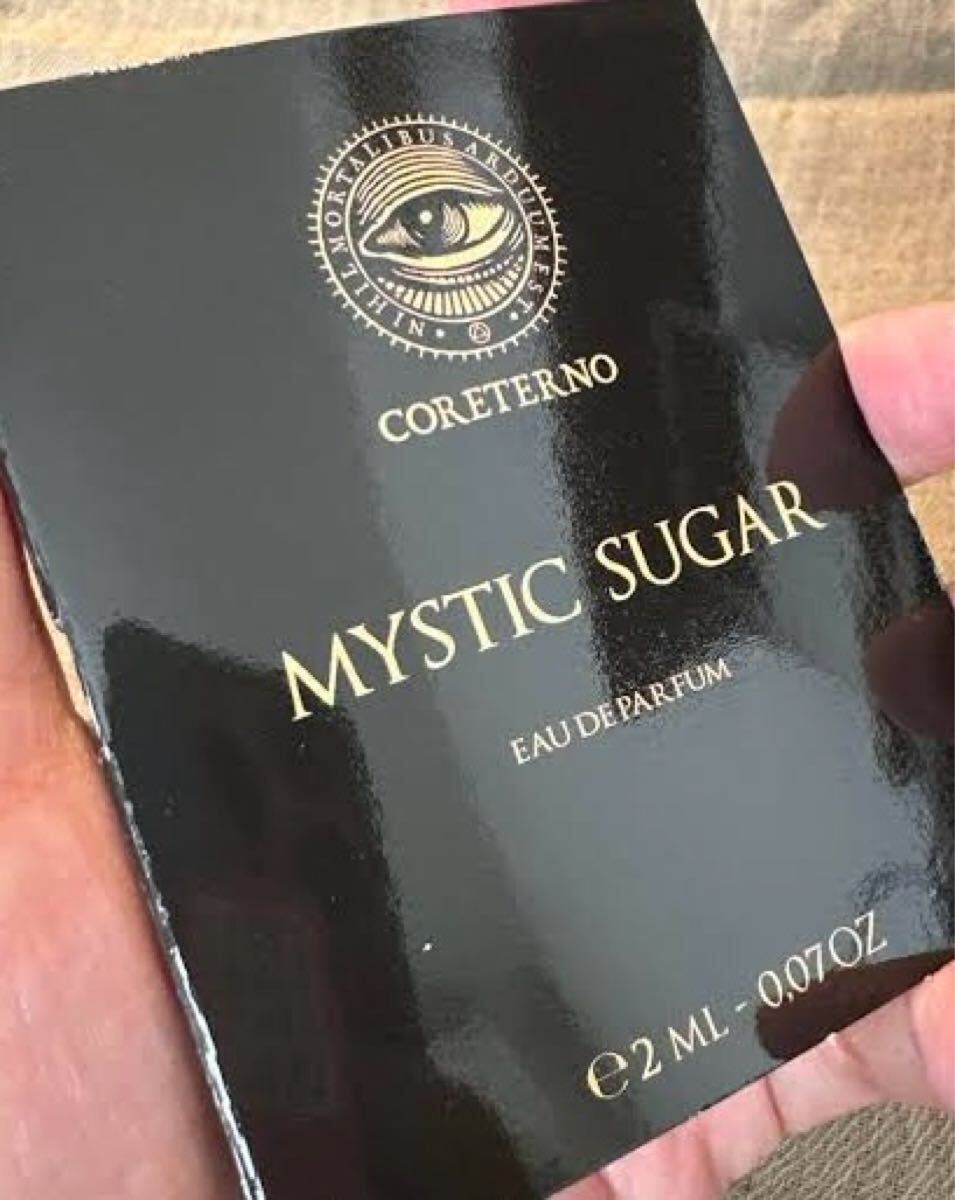 NIHIL MORTALIBUS ARDUUM EST
CORETERNO
MYSTIC SUGAR
EAU DE PARFUM
℮ 2 ML - 0,07 OZ